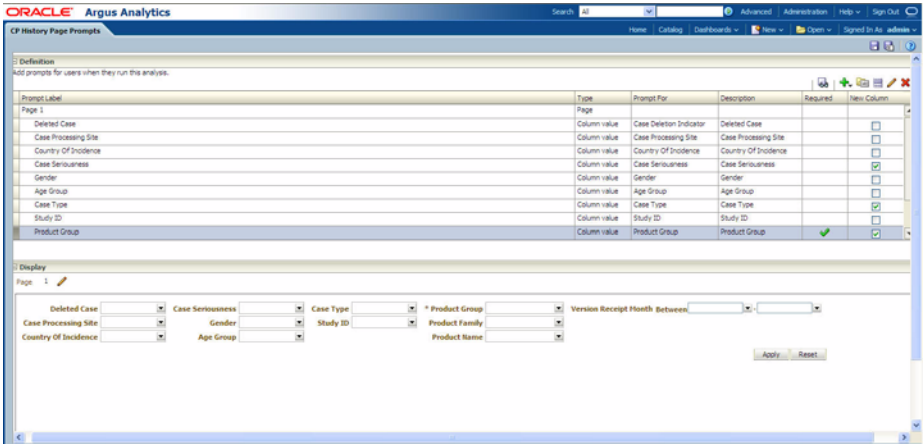 ORACLE Argus Analytics Search All Advanced Administration Help Sign Out
CP History Page Prompts Home Catalog Dashboards New Open Signed In As admin
Definition
Add prompts for users when they run this analysis.
Prompt Label Type Prompt For Description Required New Column
Page 1 Page
Deleted Case Column value Case Deletion Indicator Deleted Case
Case Processing Site Column value Case Processing Site Case Processing Site
Country Of Incidence Column value Country Of Incidence Country Of Incidence
Case Seriousness Column value Case Seriousness Case Seriousness
Gender Column value Gender Gender
Age Group Column value Age Group Age Group
Case Type Column value Case Type Case Type
Study ID Column value Study ID Study ID
Product Group Column value Product Group Product Group
Display
Page 1
Deleted Case Case Seriousness Case Type * Product Group Version Receipt Month Between -
Case Processing Site Gender Study ID Product Family
Country Of Incidence Age Group Product Name
Apply Reset